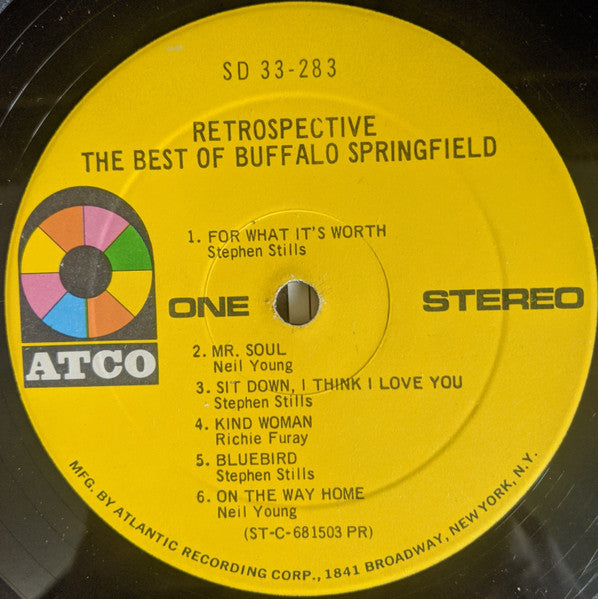 SD 33-283
RETROSPECTIVE
THE BEST OF BUFFALO SPRINGFIELD
1. FOR WHAT IT'S WORTH
Stephen Stills
ONE
STEREO
ATCO
2. MR. SOUL
Neil Young
3. SIT DOWN, I THINK I LOVE YOU
Stephen Stills
4. KIND WOMAN
Richie Furay
5. BLUEBIRD
Stephen Stills
6. ON THE WAY HOME
Neil Young
(ST-C-681503 PR)
MFG. BY ATLANTIC RECORDING CORP., 1841 BROADWAY, NEW YORK, N.Y.